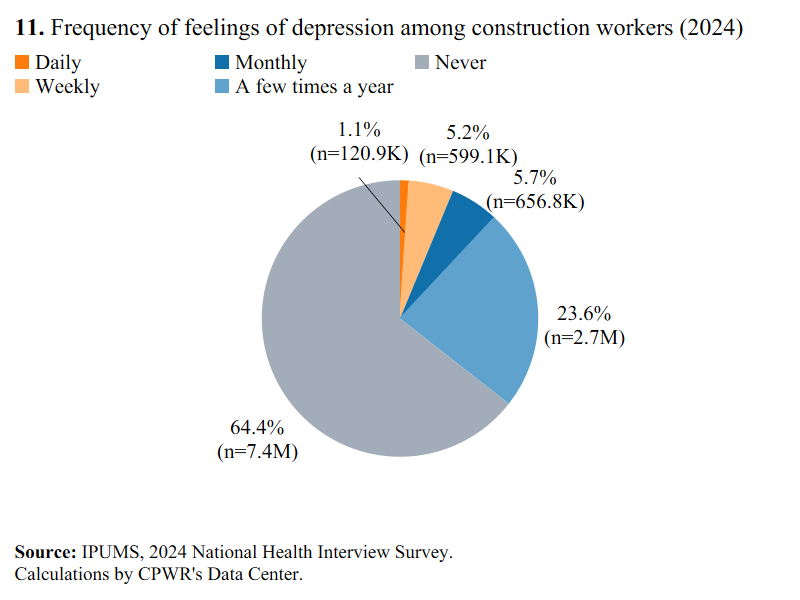 11. Frequency of feelings of depression among construction workers (2024)
Daily
Monthly
Never
Weekly
A few times a year
1.1%
(n=120.9K)
5.2%
(n=599.1K)
5.7%
(n=656.8K)
23.6%
(n=2.7M)
64.4%
(n=7.4M)
Source: IPUMS, 2024 National Health Interview Survey.
Calculations by CPWR's Data Center.